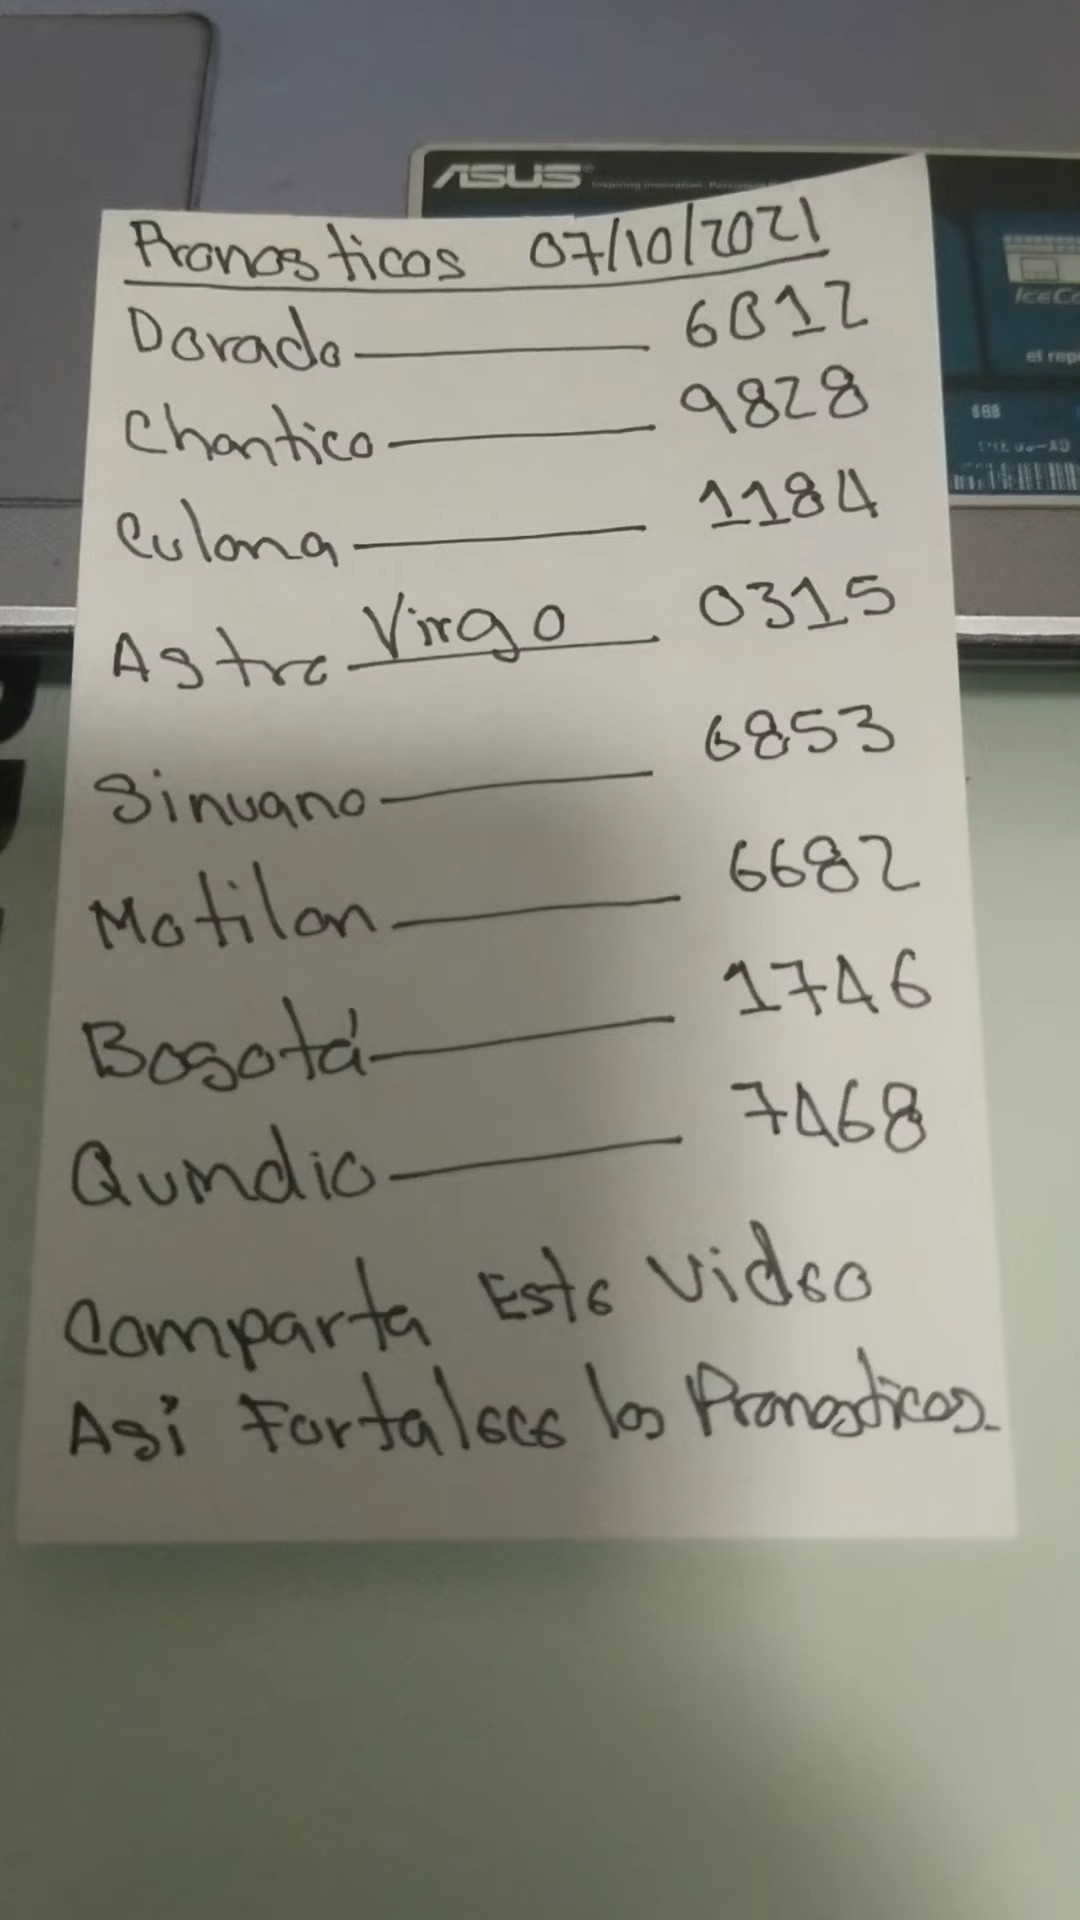 ASUS
Pronosticos 07/10/2021
Dorado 6812
Chontico 9828
Culona 1184
Astro Virgo 0315
Sinuano 6853
Motilon 6682
Bogotá 1746
Quindio 7468
Comparta Este Video
Asi Fortalece los Pronosticos.